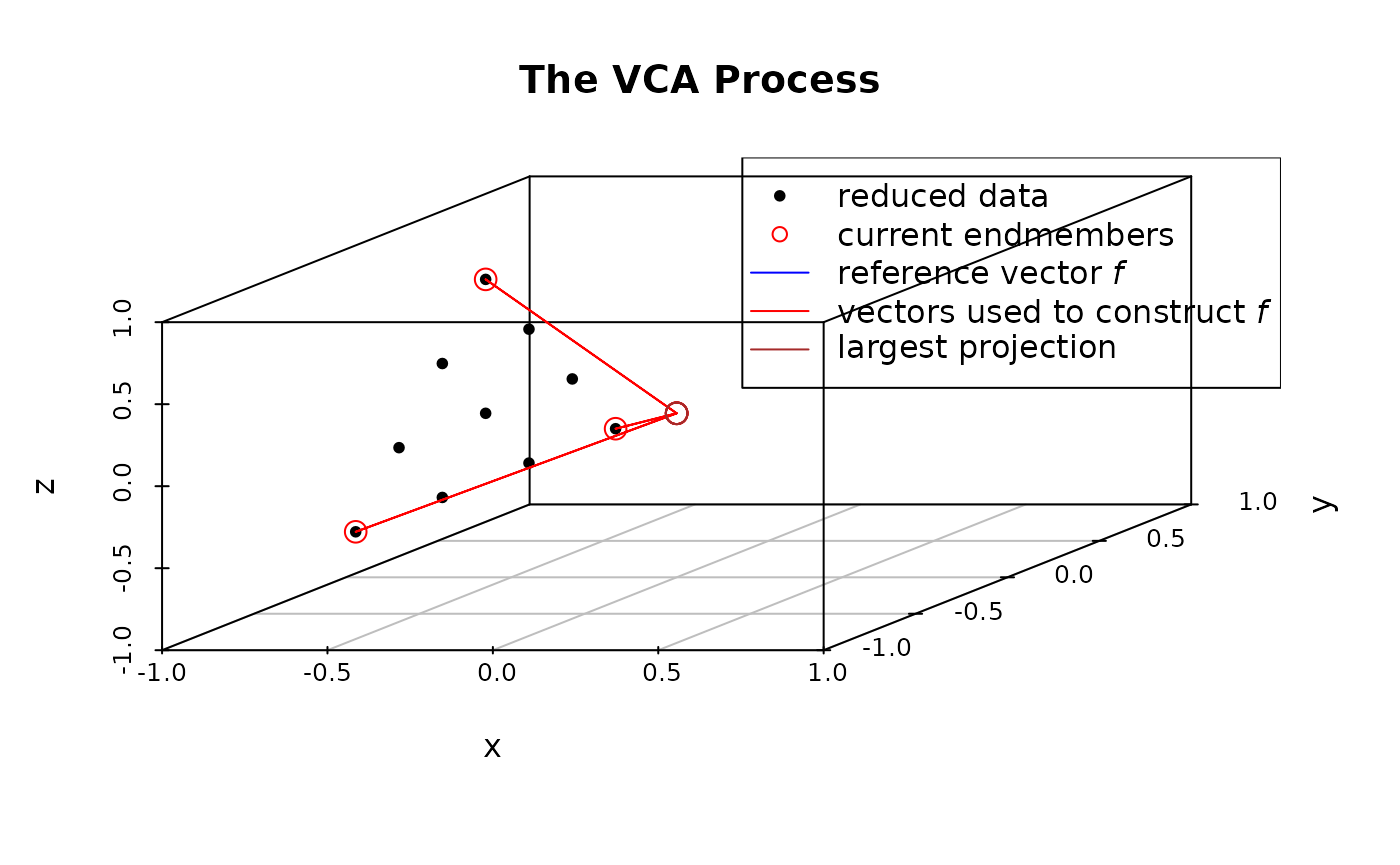 The VCA Process
reduced data
current endmembers
reference vector f
vectors used to construct f
largest projection
z
1.0
0.5
0.0
-0.5
-1.0
-1.0
-0.5
0.0
0.5
1.0
x
1.0
0.5
0.0
-0.5
-1.0
y